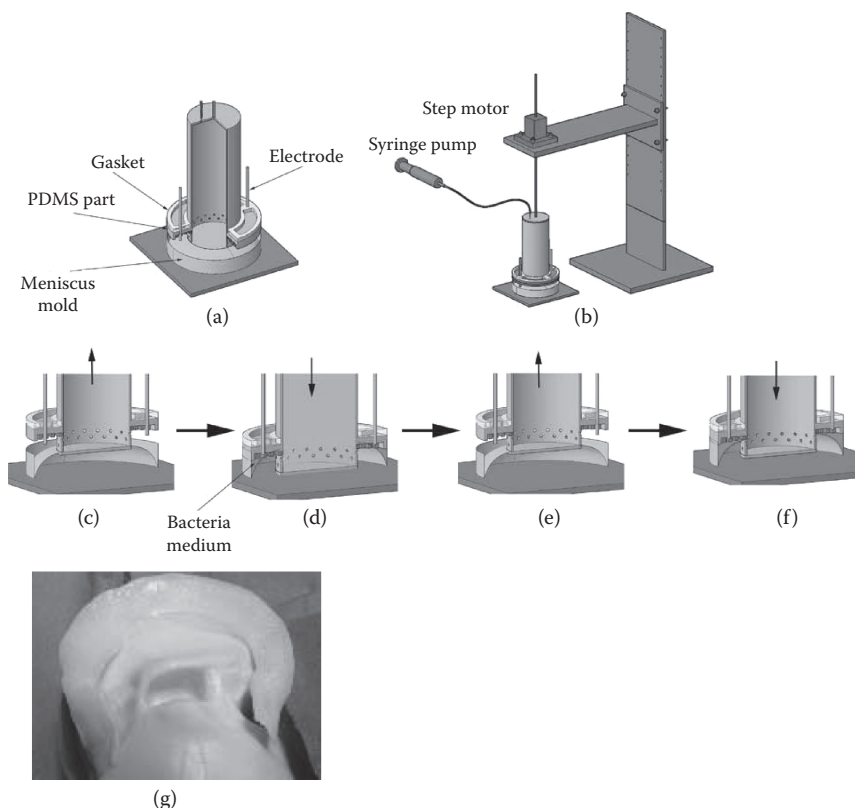 Gasket
PDMS part
Electrode
Meniscus
mold
(a)
Step motor
Syringe pump
(b)
(c)
(d)
(e)
(f)
Bacteria
medium
(g)